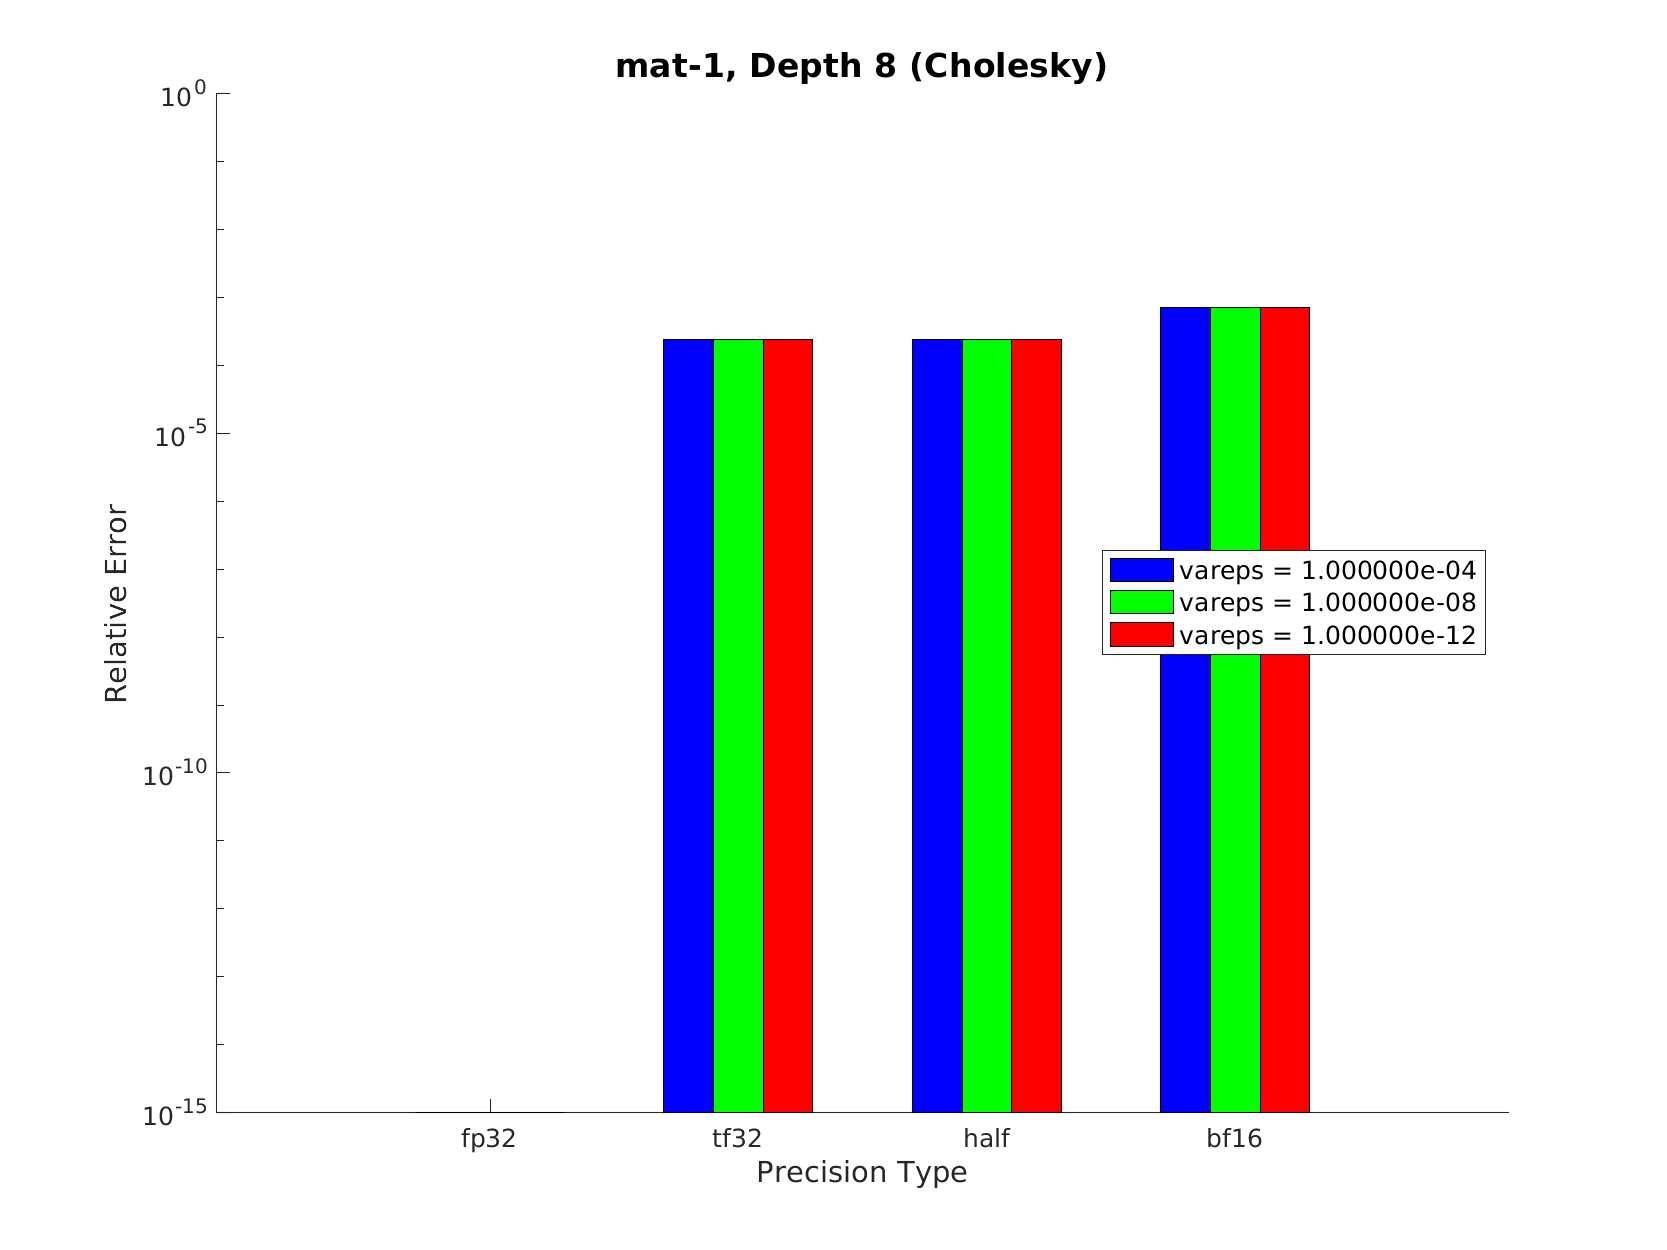 mat-1, Depth 8 (Cholesky)
10^0
10^-5
10^-10
10^-15
Relative Error
vareps = 1.000000e-04
vareps = 1.000000e-08
vareps = 1.000000e-12
fp32 tf32 half bf16
Precision Type